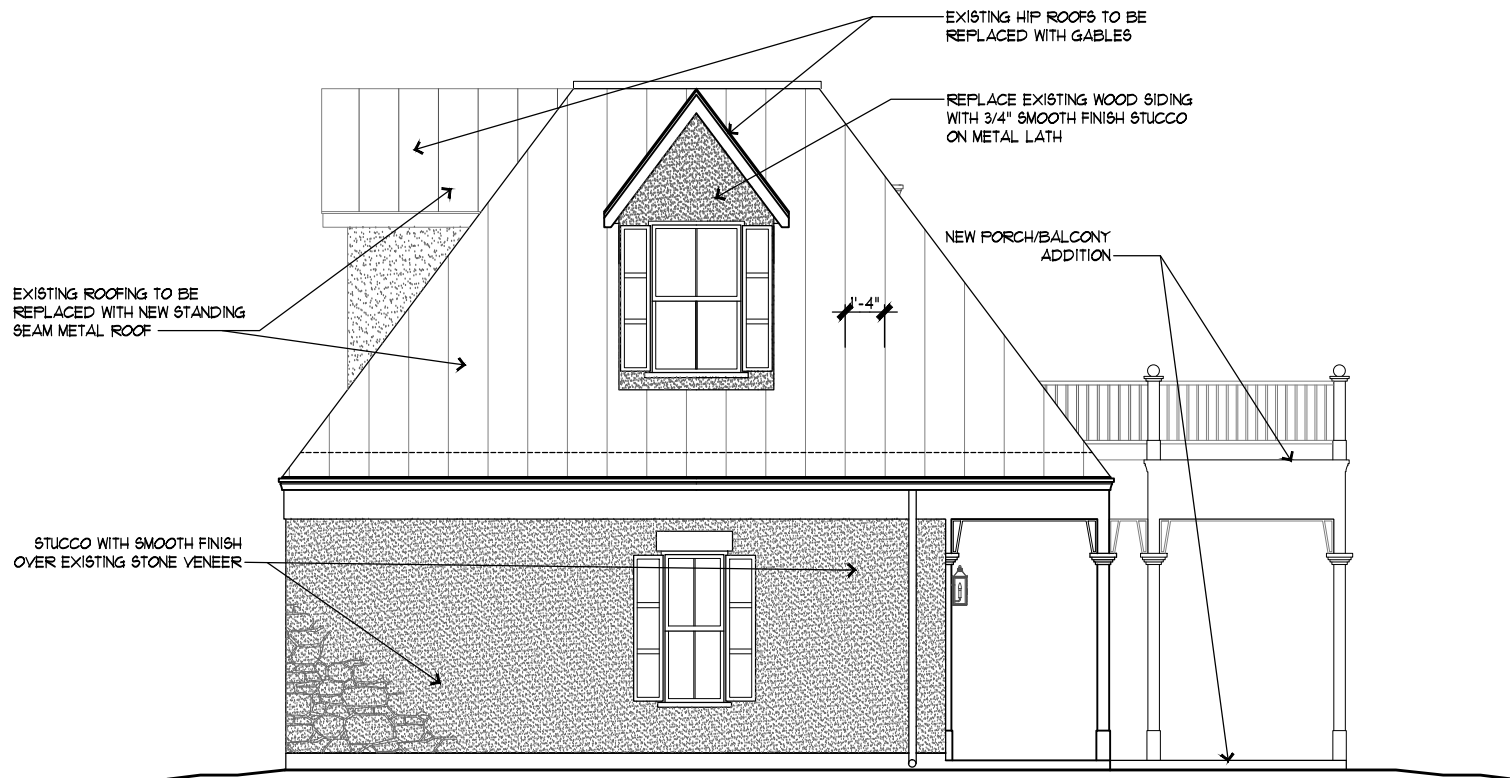 EXISTING HIP ROOFS TO BE
REPLACED WITH GABLES
REPLACE EXISTING WOOD SIDING
WITH 3/4" SMOOTH FINISH STUCCO
ON METAL LATH
NEW PORCH/BALCONY
ADDITION
EXISTING ROOFING TO BE
REPLACED WITH NEW STANDING
SEAM METAL ROOF
1'-4"
STUCCO WITH SMOOTH FINISH
OVER EXISTING STONE VENEER